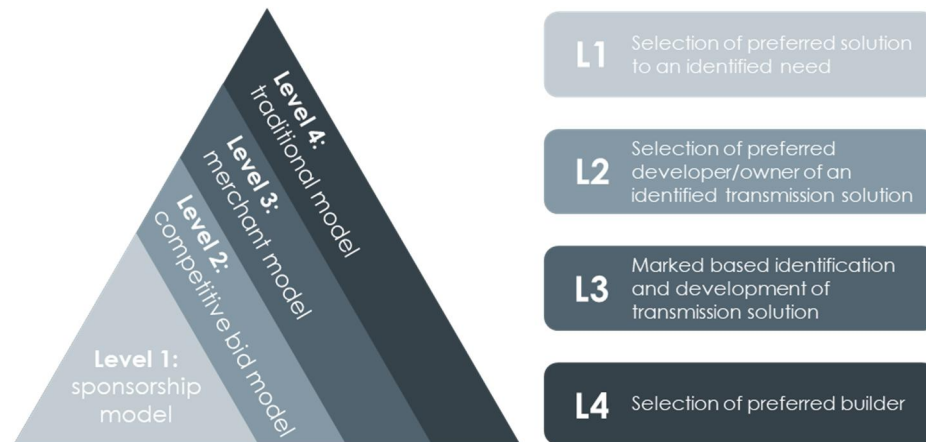 Level 1:
sponsorship
model
Level 2:
competitive bid model
Level 3:
merchant model
Level 4:
traditional model
L1
Selection of preferred solution
to an identified need
L2
Selection of preferred
developer/owner of an
identified transmission solution
L3
Marked based identification
and development of
transmission solution
L4
Selection of preferred builder